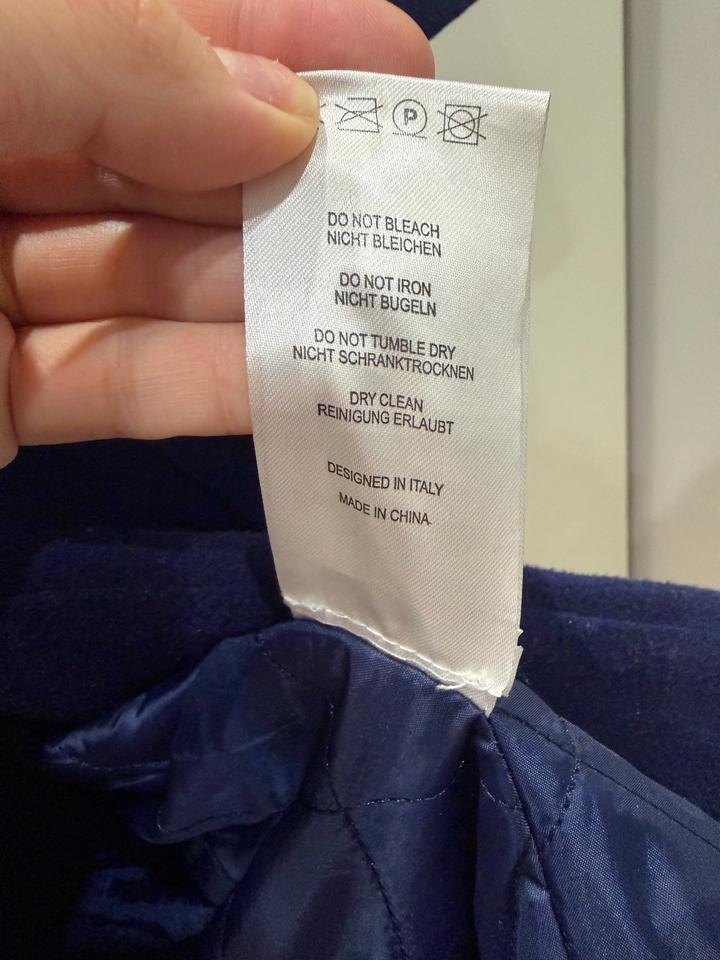 P
DO NOT BLEACH
NICHT BLEICHEN
DO NOT IRON
NICHT BUGELN
DO NOT TUMBLE DRY
NICHT SCHRANKTROCKNEN
DRY CLEAN
REINIGUNG ERLAUBT
DESIGNED IN ITALY
MADE IN CHINA.